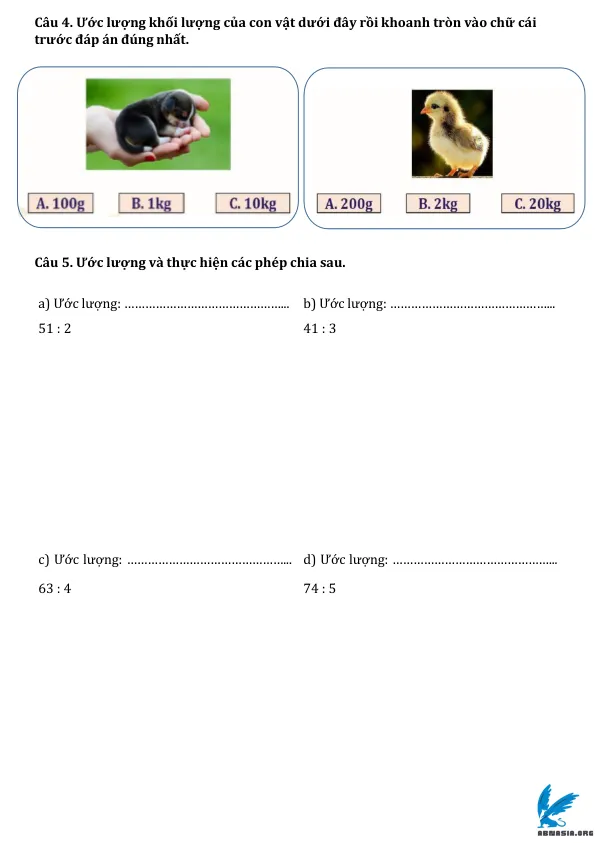 Câu 4. Ước lượng khối lượng của con vật dưới đây rồi khoanh tròn vào chữ cái
trước đáp án đúng nhất.
A. 100g B. 1kg C. 10kg A. 200g B. 2kg C. 20kg
Câu 5. Ước lượng và thực hiện các phép chia sau.
a) Ước lượng: ………………………………………... b) Ước lượng: ………………………………………...
51 : 2 41 : 3
c) Ước lượng: ………………………………………... d) Ước lượng: ………………………………………...
63 : 4 74 : 5
ABNASIA.ORG